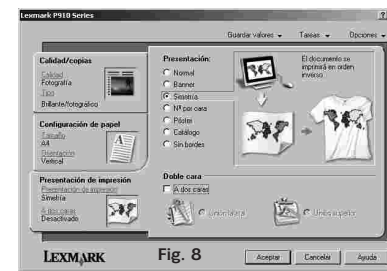 Lexmark P910 Series
Guardar valores
Tareas
Opciones
Calidad/copias
Calidad
Fotografía
Tipo
Brillante/fotográfico
Configuración de papel
Tamaño
A4
Orientación
Vertical
Presentación de impresión
Presentación de impresión
Simetría
A dos caras
Desactivado
Presentación:
Normal
Banner
Simetría
Nº por cara
Póster
Catálogo
Sin bordes
El documento se
imprimirá en orden
inverso.
Doble cara
A dos caras
Unión lateral
Unión superior
LEXMARK
Fig. 8
Aceptar
Cancelar
Ayuda